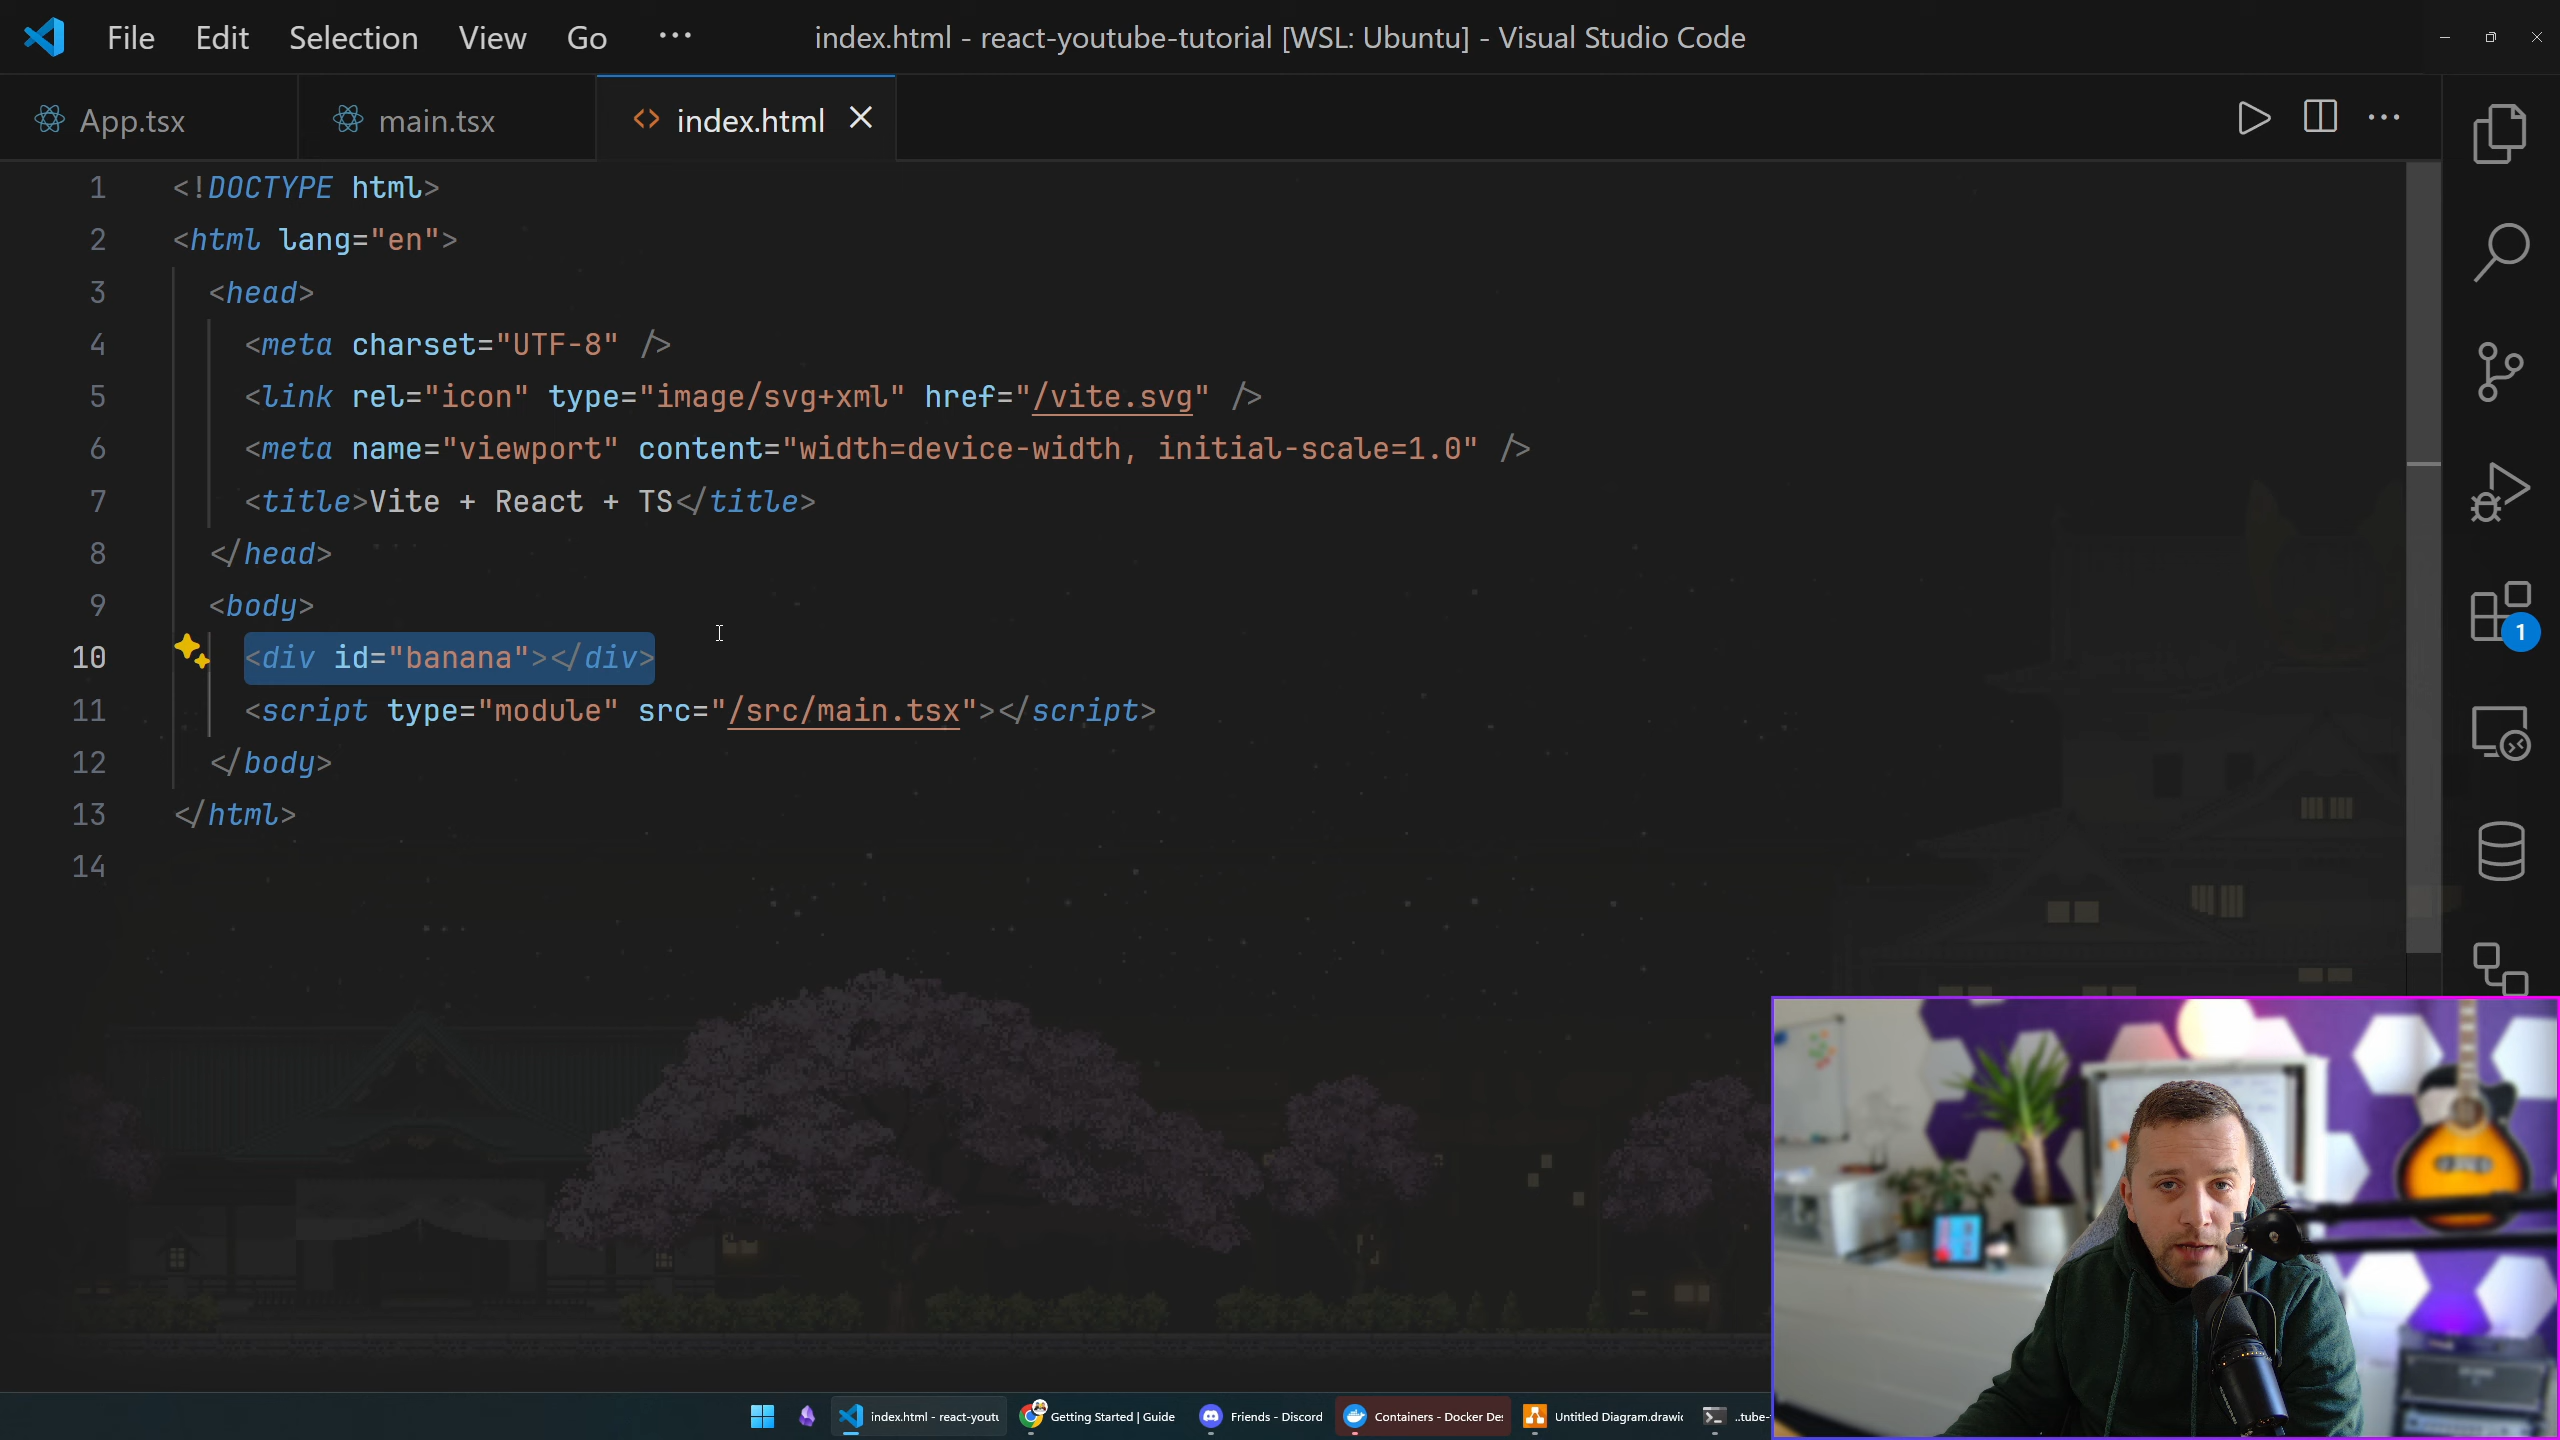 File Edit Selection View Go ··· index.html - react-youtube-tutorial [WSL: Ubuntu] - Visual Studio Code
App.tsx main.tsx index.html
1 <!DOCTYPE html>
2 <html lang="en">
3 <head>
4 <meta charset="UTF-8" />
5 <link rel="icon" type="image/svg+xml" href="/vite.svg" />
6 <meta name="viewport" content="width=device-width, initial-scale=1.0" />
7 <title>Vite + React + TS</title>
8 </head>
9 <body>
10 <div id="banana"></div>
11 <script type="module" src="/src/main.tsx"></script>
12 </body>
13 </html>
14
1
index.html - react-youtu Getting Started | Guide Friends - Discord Containers - Docker De Untitled Diagram.drawi ..tube-